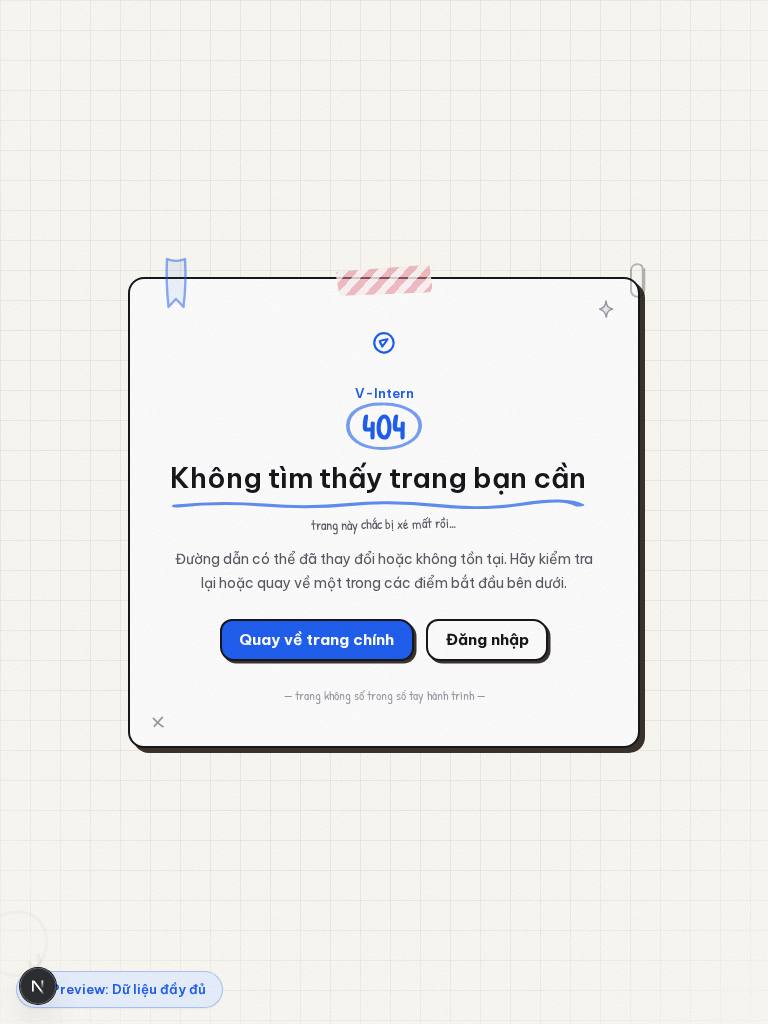 V-Intern
404
Không tìm thấy trang bạn cần
trang này chắc bị xé mất rồi...
Đường dẫn có thể đã thay đổi hoặc không tồn tại. Hãy kiểm tra
lại hoặc quay về một trong các điểm bắt đầu bên dưới.
Quay về trang chính
Đăng nhập
— trang không số trong sổ tay hành trình —
N
Preview: Dữ liệu đầy đủ